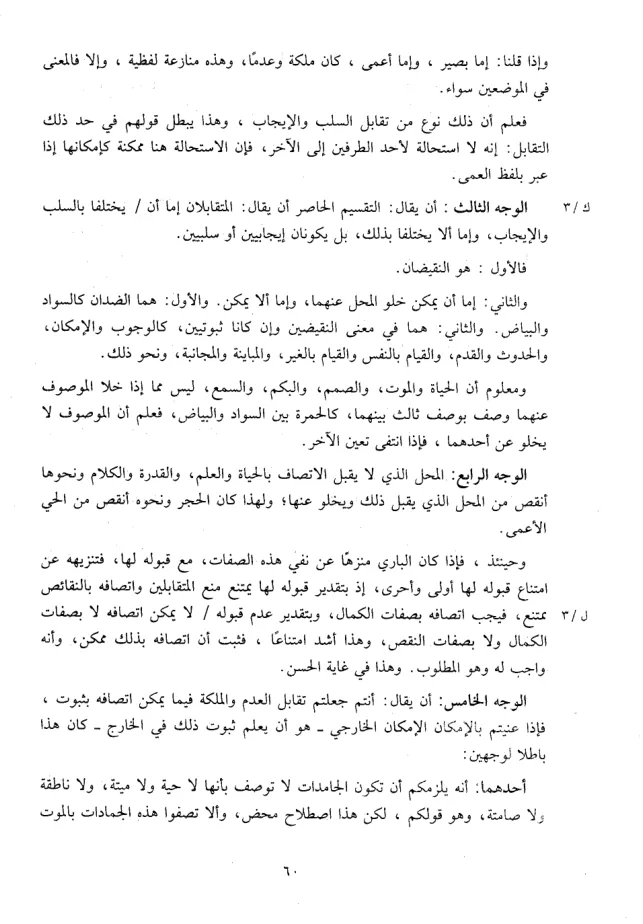 وإذا قلنا: إما بصير ، وإما أعمى ، كان ملكة وعدمًا، وهذه منازعة لفظية ، وإلا فالمعنى
في الموضعين سواء.
فعلم أن ذلك نوع من تقابل السلب والإيجاب ، وهذا يبطل قولهم في حد ذلك
التقابل: إنه لا استحالة لأحد الطرفين إلى الآخر، فإن الاستحالة هنا ممكنة كإمكانها إذا
عبر بلفظ العمى.
الوجه الثالث : أن يقال: التقسيم الحاصر أن يقال: المتقابلان إما أن / يختلفا بالسلب ك/٣
والإيجاب، وإما ألا يختلفا بذلك، بل يكونان إيجابيين أو سلبيين.
فالأول : هو النقيضان.
والثاني: إما أن يمكن خلو المحل عنهما، وإما ألا يمكن. والأول: هما الضدان كالسواد
والبياض. والثاني: هما في معنى النقيضين وإن كانا ثبوتيين، كالوجوب والإمكان،
والحدوث والقدم، والقيام بالنفس والقيام بالغير، والمباينة والمجانبة، ونحو ذلك.
ومعلوم أن الحياة والموت، والصمم، والبكم، والسمع، ليس مما إذا خلا الموصوف
عنهما وصف بوصف ثالث بينهما، كالحمرة بين السواد والبياض، فعلم أن الموصوف لا
يخلو عن أحدهما ، فإذا انتفى تعين الآخر.
الوجه الرابع: المحل الذي لا يقبل الاتصاف بالحياة والعلم، والقدرة والكلام ونحوها
أنقص من المحل الذي يقبل ذلك ويخلو عنها؛ ولهذا كان الحجر ونحوه أنقص من الحي
الأعمى.
وحينئذ ، فإذا كان الباري منزهًا عن نفي هذه الصفات، مع قبوله لها، فتنزيهه عن
امتناع قبوله لها أولى وأحرى، إذ بتقدير قبوله لها يمتنع منع المتقابلين واتصافه بالنقائص
يمتنع، فيجب اتصافه بصفات الكمال، وبتقدير عدم قبوله / لا يمكن اتصافه لا بصفات ل/٣
الكمال ولا بصفات النقص، وهذا أشد امتناعًا ، فثبت أن اتصافه بذلك ممكن، وأنه
واجب له وهو المطلوب. وهذا في غاية الحسن.
الوجه الخامس: أن يقال: أنتم جعلتم تقابل العدم والملكة فيما يمكن اتصافه بثبوت ،
فإذا عنيتم بالإمكان الإمكان الخارجي ـ هو أن يعلم ثبوت ذلك في الخارج ـ كان هذا
باطلا لوجهين:
أحدهما: أنه يلزمكم أن تكون الجامدات لا توصف بأنها لا حية ولا ميتة، ولا ناطقة
ولا صامتة، وهو قولكم ، لكن هذا اصطلاح محض، وألا تصفوا هذه الجمادات بالموت
٦٠